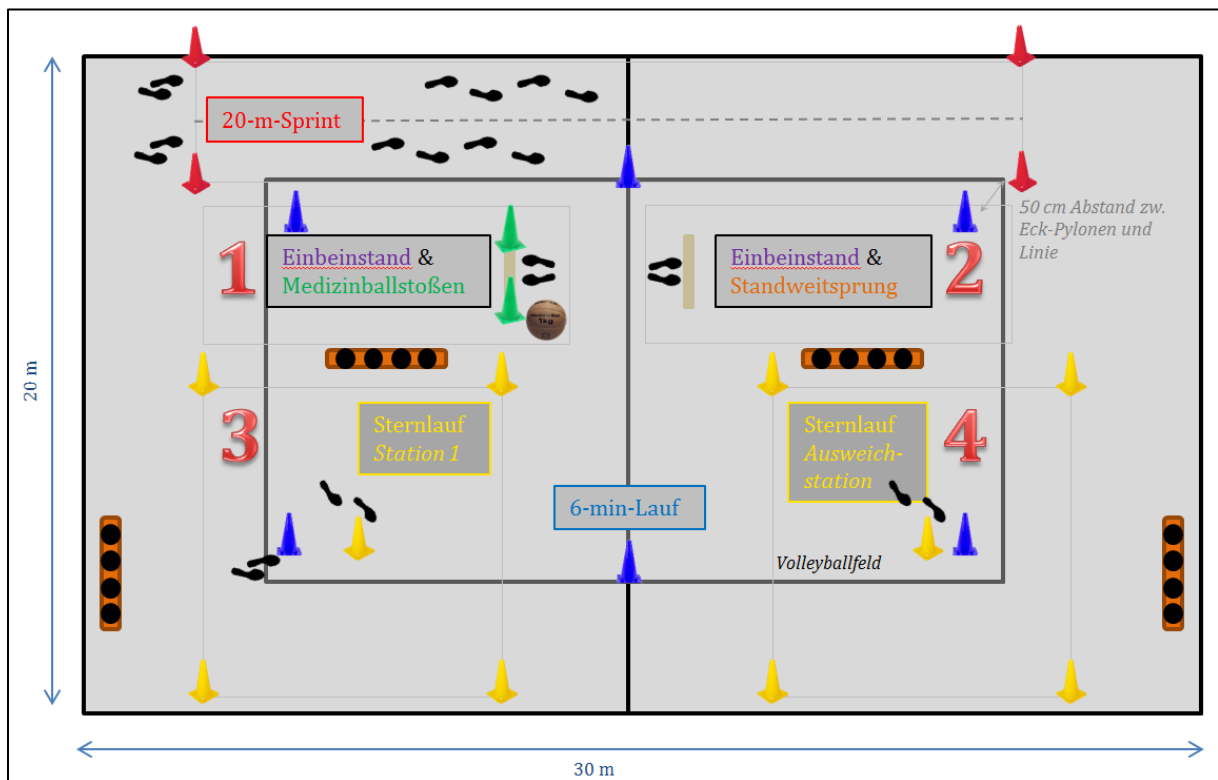 20-m-Sprint
50 cm Abstand zw.
Eck-Pylonen und
Linie
1
Einbeinstand &
Medizinballstoßen
Einbeinstand &
Standweitsprung
2
1kg
20 m
3
Sternlauf
Station 1
Sternlauf
Ausweich-
station
4
6-min-Lauf
Volleyballfeld
30 m